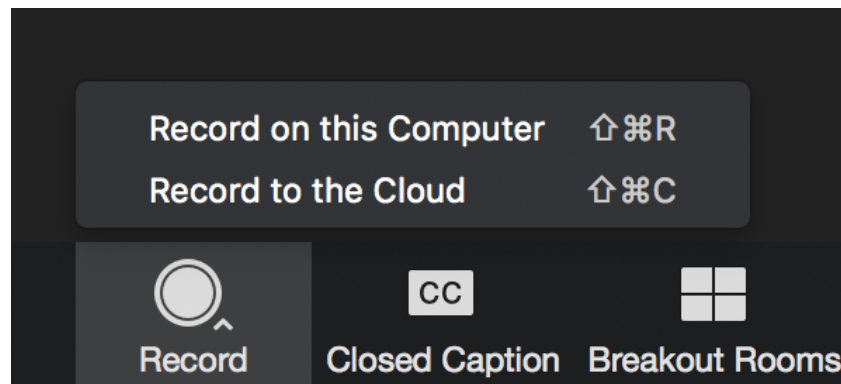 Record on this Computer ⇧⌘R
Record to the Cloud ⇧⌘C
CC
Record Closed Caption Breakout Rooms